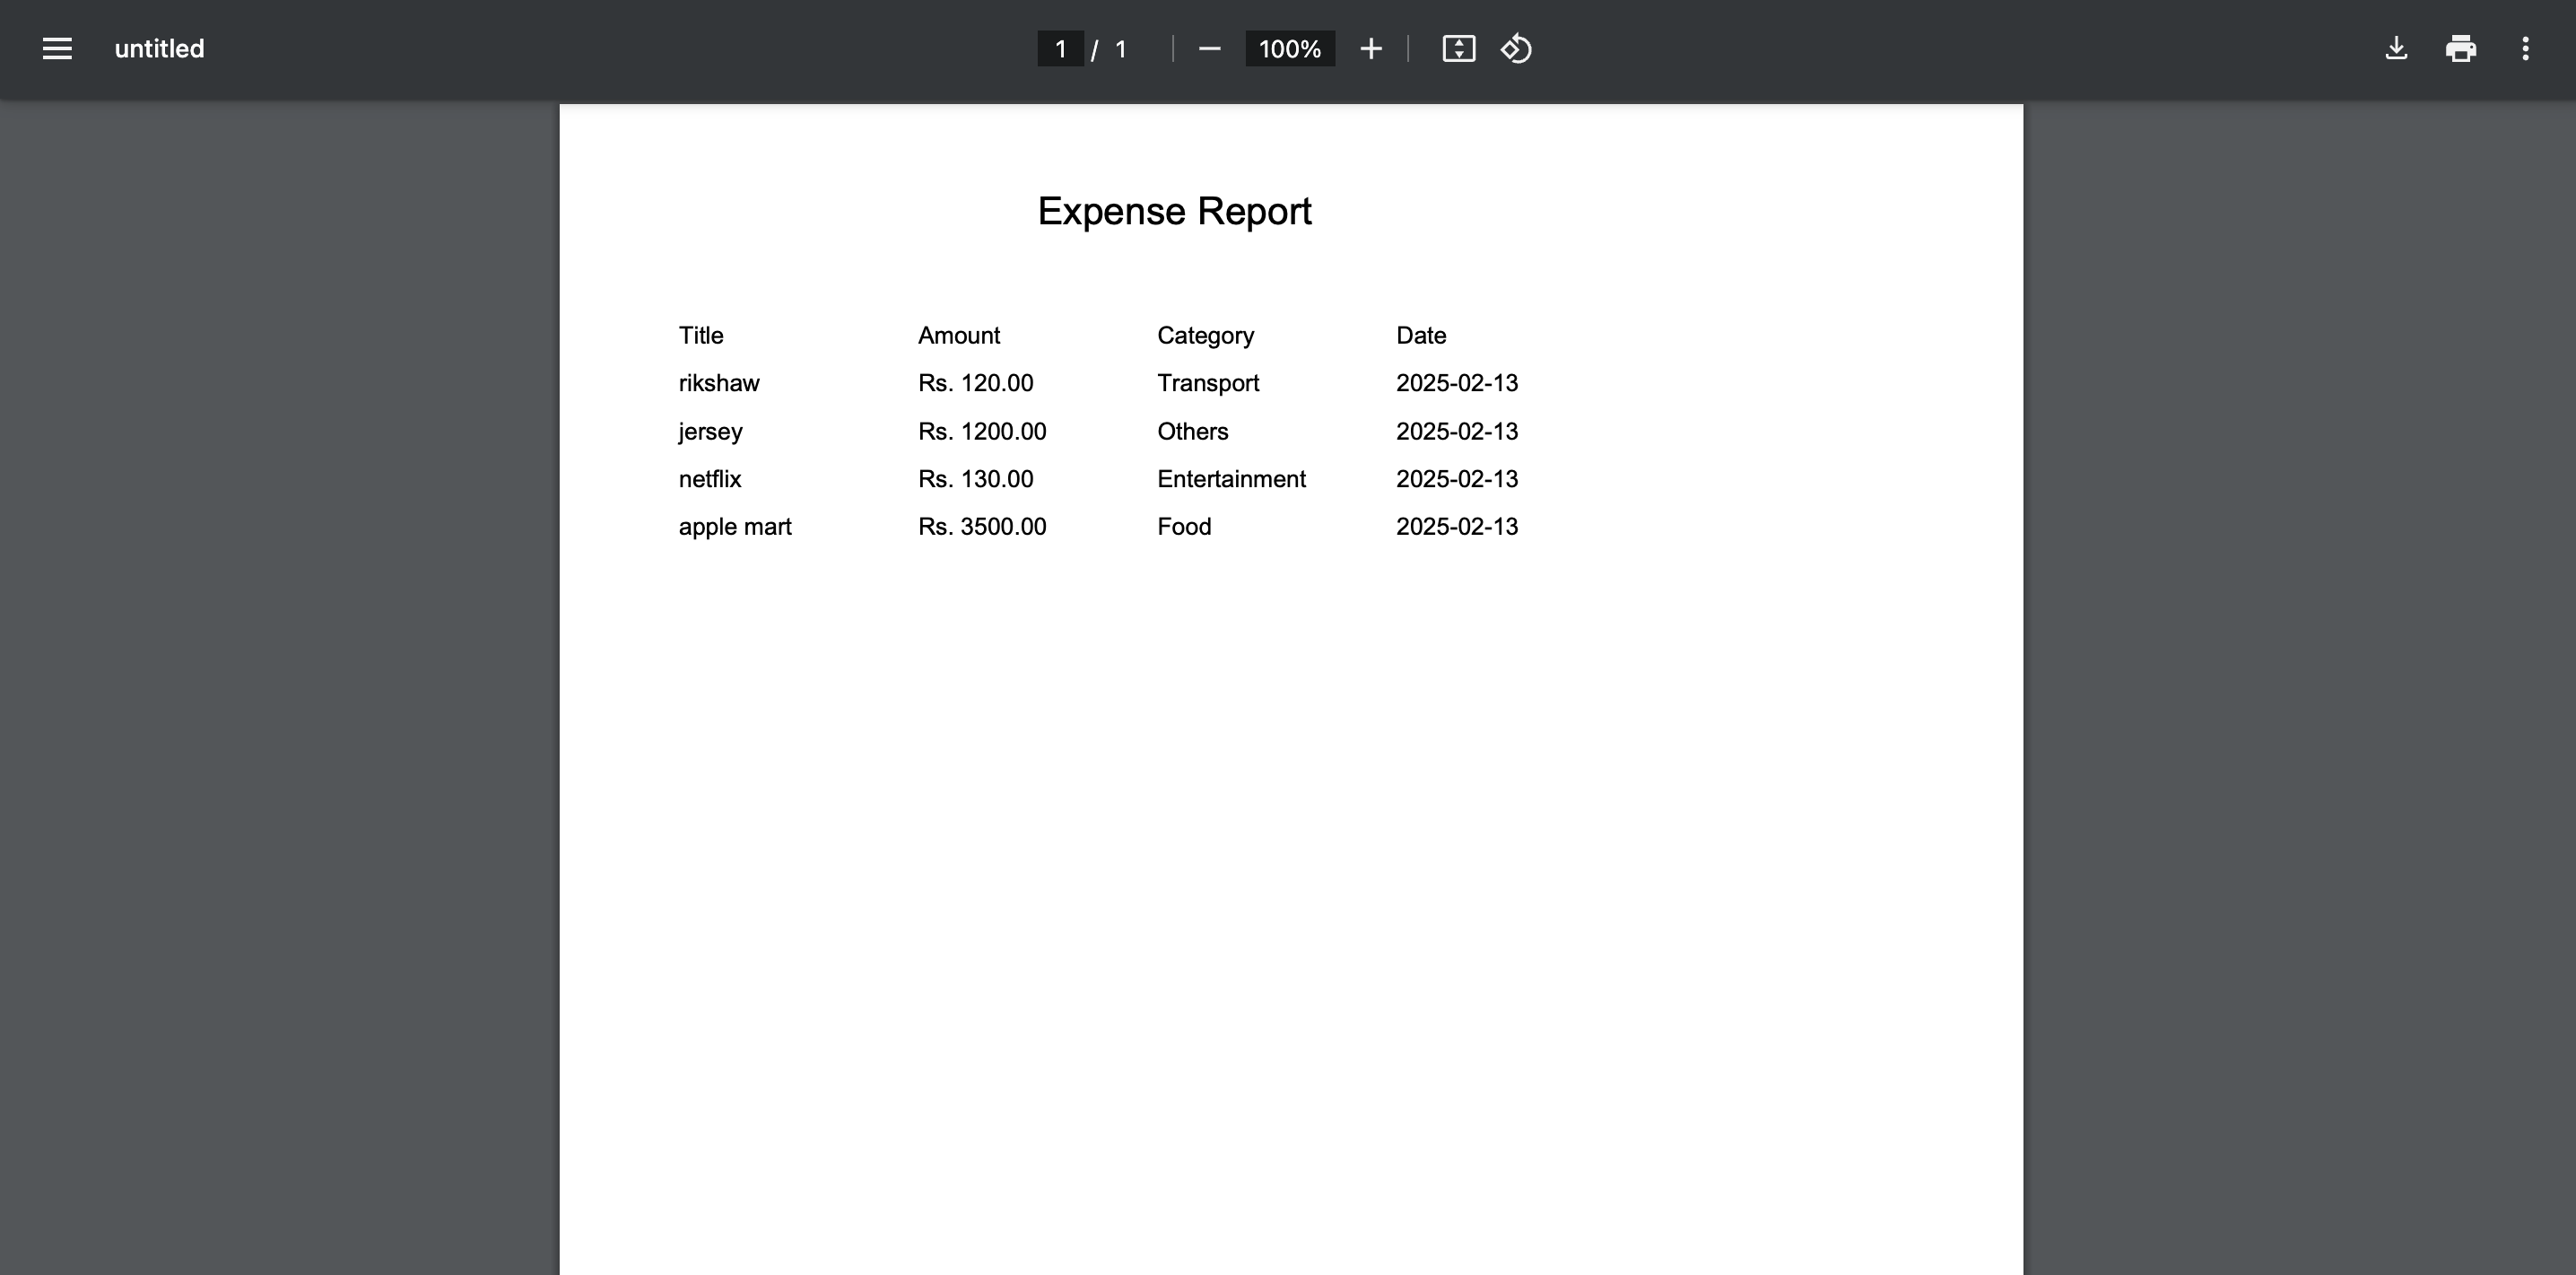 untitled
1 / 1
100%
Expense Report
Title Amount Category Date
rikshaw Rs. 120.00 Transport 2025-02-13
jersey Rs. 1200.00 Others 2025-02-13
netflix Rs. 130.00 Entertainment 2025-02-13
apple mart Rs. 3500.00 Food 2025-02-13